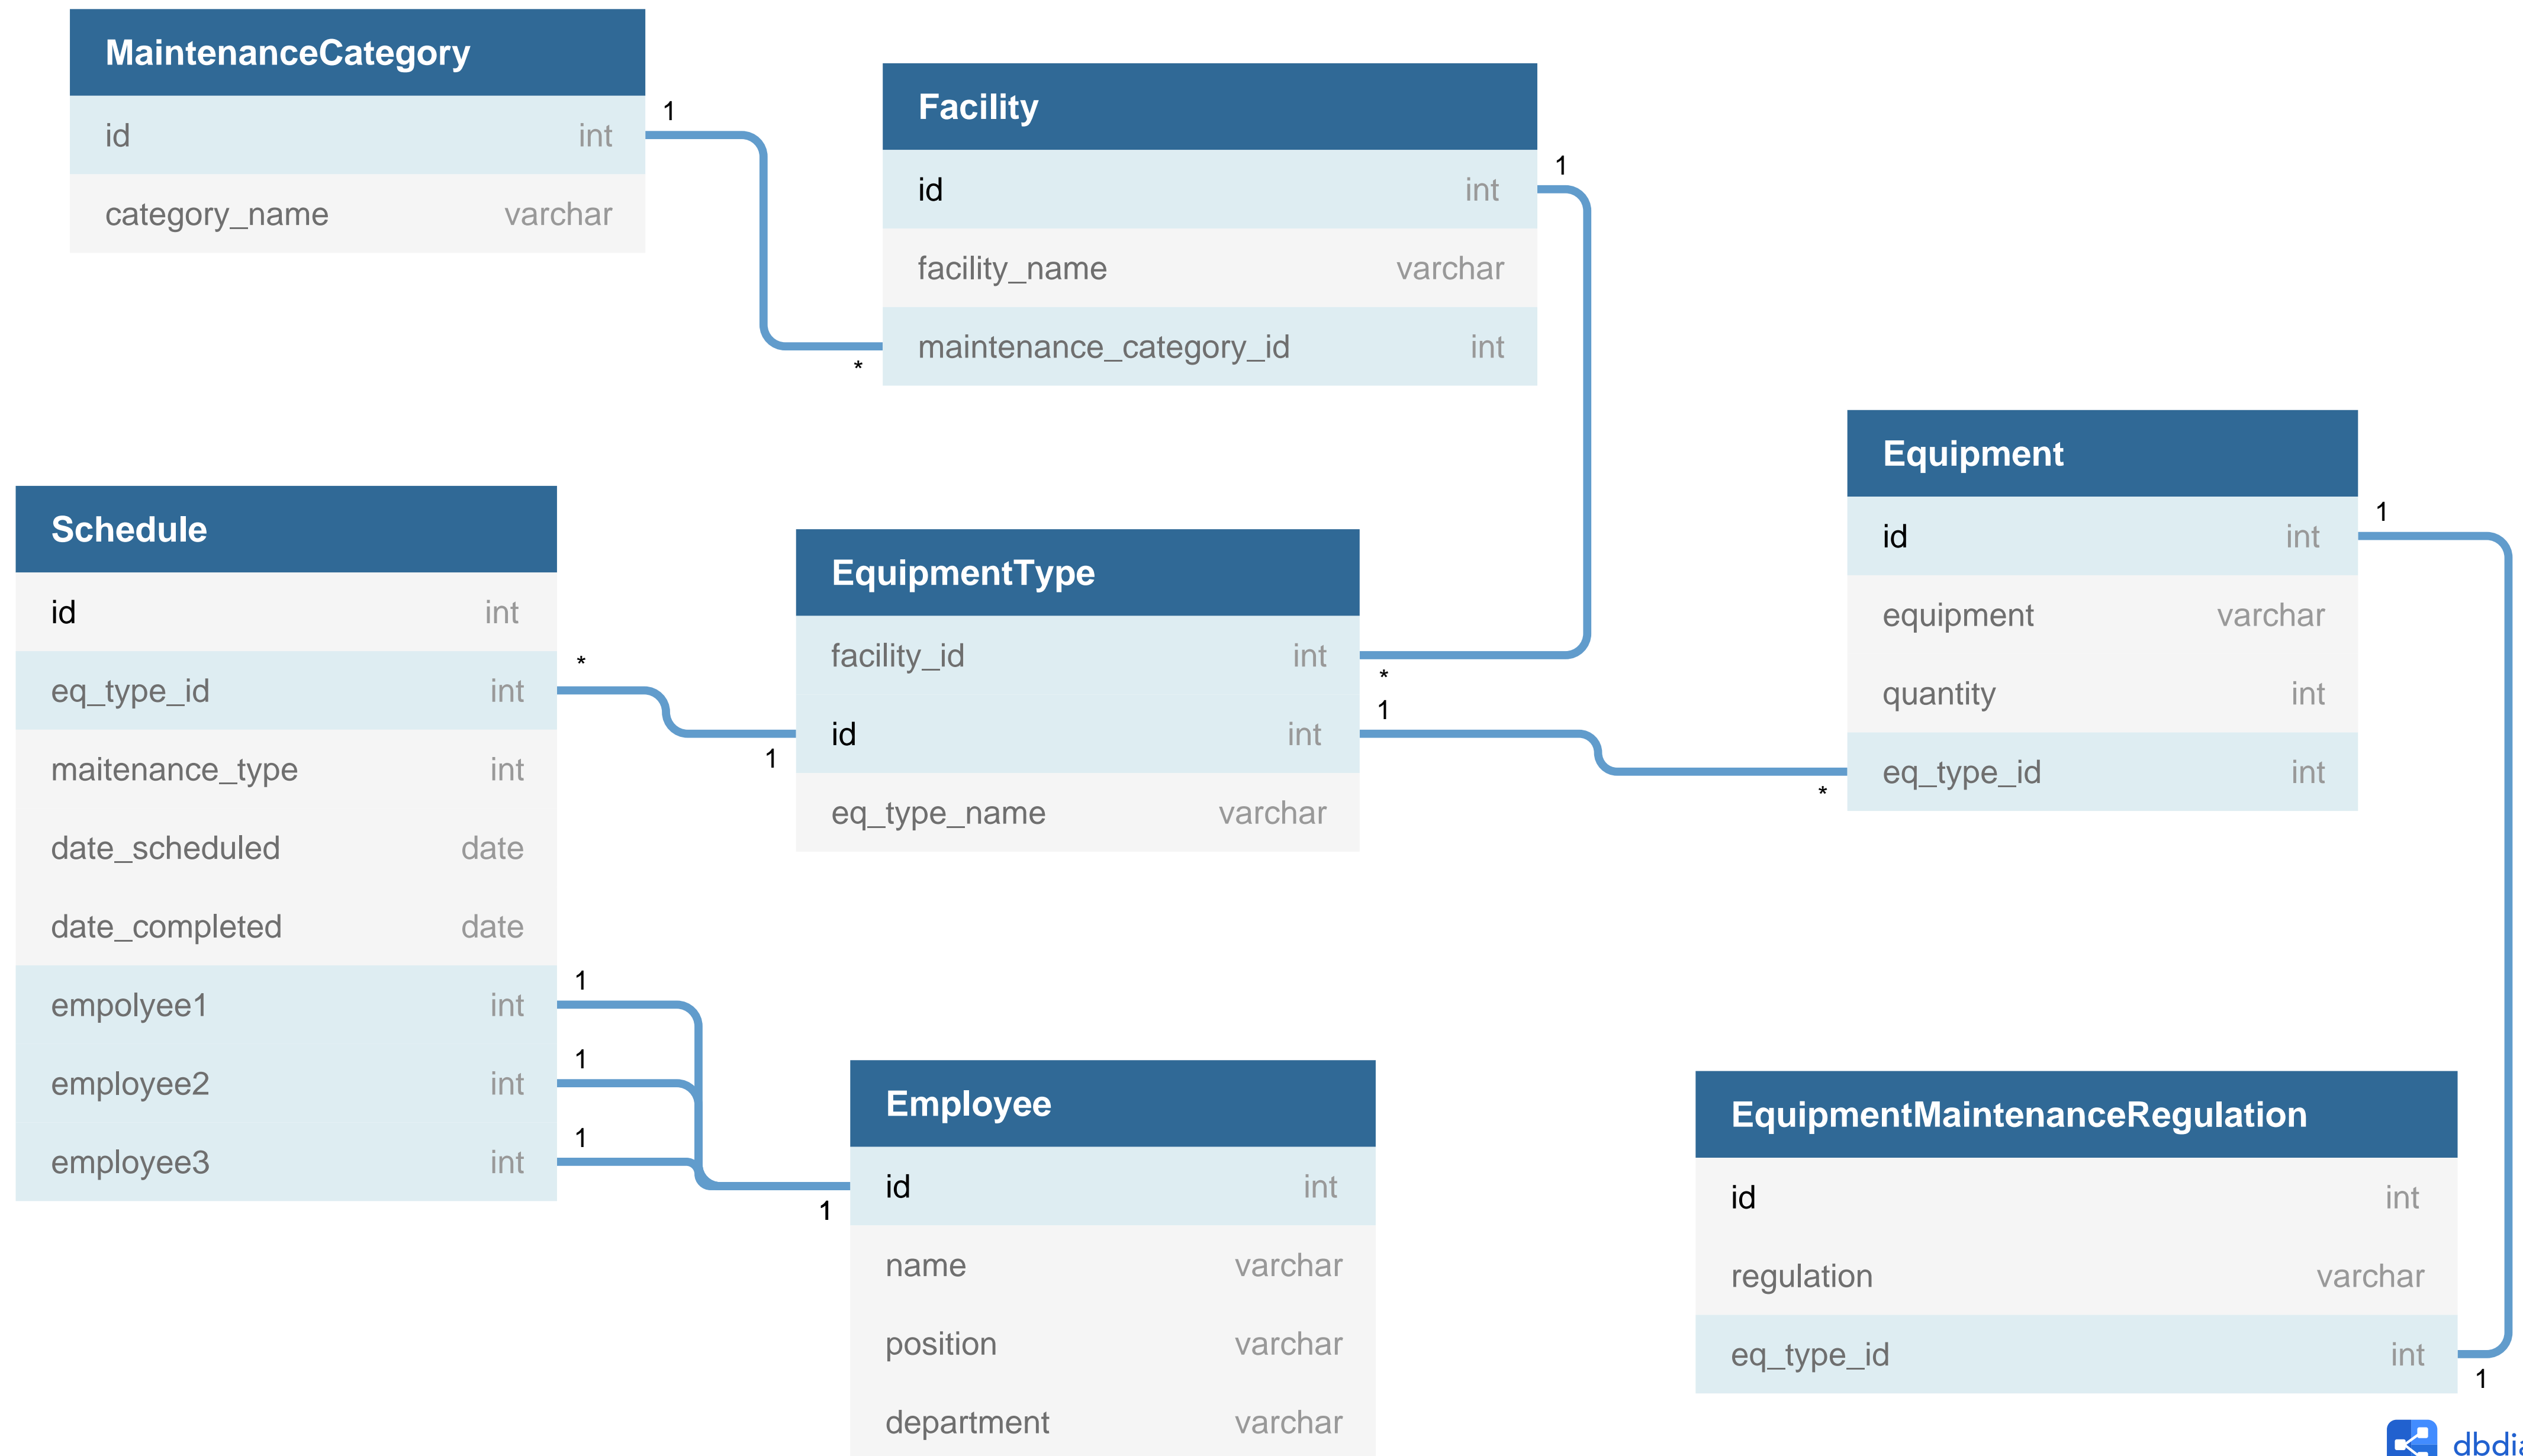 MaintenanceCategory
id int
category_name varchar
1
*
Facility
id int
facility_name varchar
maintenance_category_id int
1
Schedule
id int
eq_type_id int
maitenance_type int
date_scheduled date
date_completed date
empolyee1 int
employee2 int
employee3 int
*
1
1
1
1
EquipmentType
facility_id int
id int
eq_type_name varchar
*
1
*
Equipment
id int
equipment varchar
quantity int
eq_type_id int
1
1
Employee
id int
name varchar
position varchar
department varchar
EquipmentMaintenanceRegulation
id int
regulation varchar
eq_type_id int
1